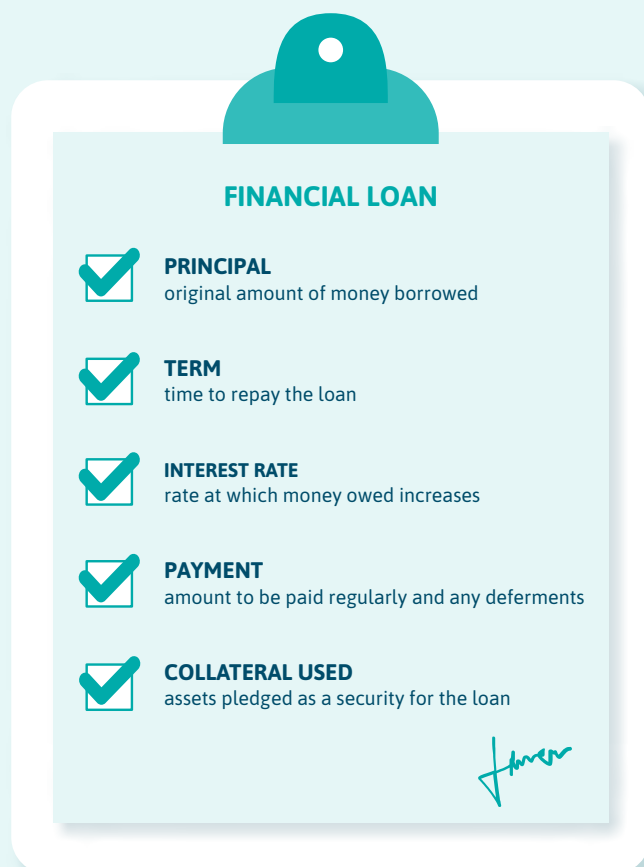 FINANCIAL LOAN
PRINCIPAL
original amount of money borrowed
TERM
time to repay the loan
INTEREST RATE
rate at which money owed increases
PAYMENT
amount to be paid regularly and any deferments
COLLATERAL USED
assets pledged as a security for the loan